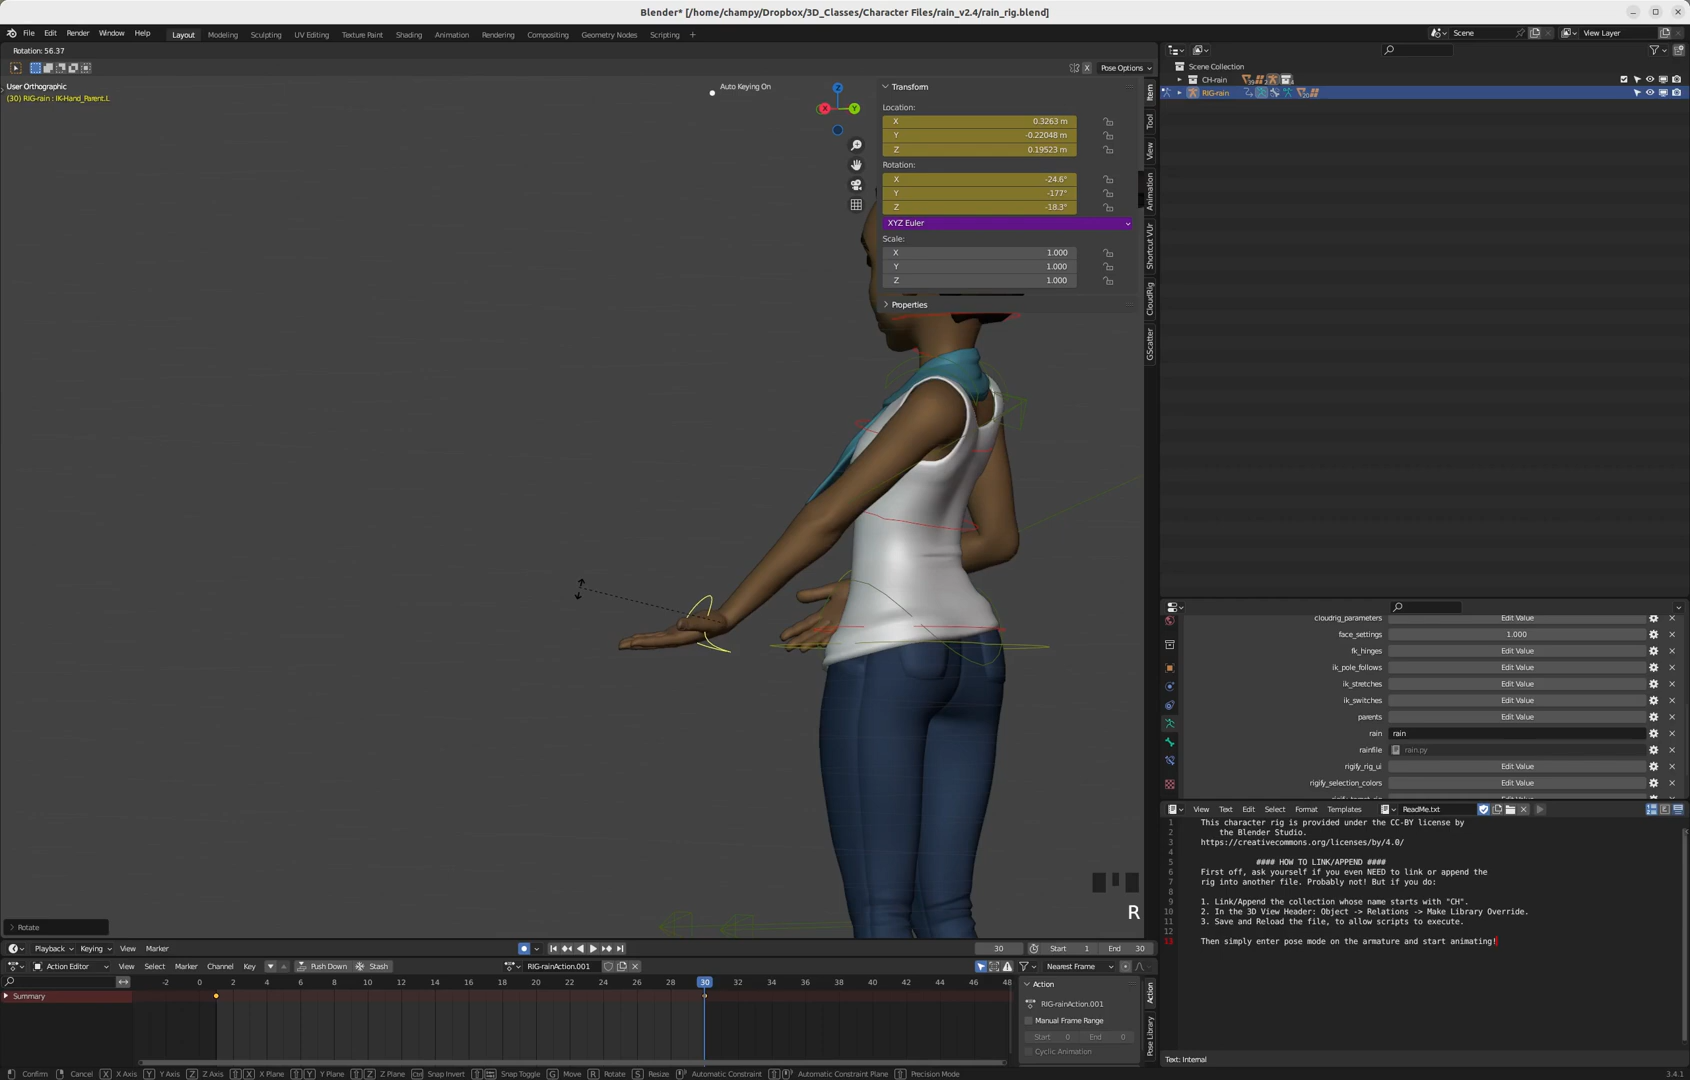 Blender* [/home/champy/Dropbox/3D_Classes/Character Files/rain_v2.4/rain_rig.blend]
File Edit Render Window Help Layout Modeling Sculpting UV Editing Texture Paint Shading Animation Rendering Compositing Geometry Nodes Scripting + Scene View Layer
Rotation: 56.37
X Pose Options
User Orthographic
(30) RIG-rain : IK-Hand_Parent.L
Auto Keying On
Z
X Y
Transform
Location:
X 0.3263 m
Y -0.22048 m
Z 0.19523 m
Rotation:
X -24.6°
Y -177°
Z -18.3°
XYZ Euler
Scale:
X 1.000
Y 1.000
Z 1.000
Properties
Item
Tool
View
Animation
Shortcut VUr
CloudRig
GScatter
Scene Collection
CH-rain
RIG-rain
cloudrig_parameters Edit Value
face_settings 1.000
fk_hinges Edit Value
ik_pole_follows Edit Value
ik_stretches Edit Value
ik_switches Edit Value
parents Edit Value
rain rain
rainfile rain.py
rigify_rig_ui Edit Value
rigify_selection_colors Edit Value
View Text Edit Select Format Templates ReadMe.txt
1 This character rig is provided under the CC-BY license by
2 the Blender Studio.
3 https://creativecommons.org/licenses/by/4.0/
4
5 #### HOW TO LINK/APPEND ####
6 First off, ask yourself if you even NEED to link or append the
7 rig into another file. Probably not! But if you do:
8
9 1. Link/Append the collection whose name starts with "CH".
10 2. In the 3D View Header: Object -> Relations -> Make Library Override.
11 3. Save and Reload the file, to allow scripts to execute.
12
13 Then simply enter pose mode on the armature and start animating!
Text: Internal
R
Rotate
Playback Keying View Marker 30 Start 1 End 30
Action Editor View Select Marker Channel Key Push Down Stash RIG-rainAction.001 Nearest Frame
-2 0 2 4 6 8 10 12 14 16 18 20 22 24 26 28 30 32 34 36 38 40 42 44 46 48
Summary
Action
RIG-rainAction.001
Manual Frame Range
Start 0 End 0
Cyclic Animation
Action
Pose Library
Confirm Cancel X X Axis Y Y Axis Z Z Axis X X Plane Y Y Plane Z Z Plane Ctrl Snap Invert Snap Toggle G Move R Rotate S Resize Automatic Constraint Automatic Constraint Plane Precision Mode 3.4.1